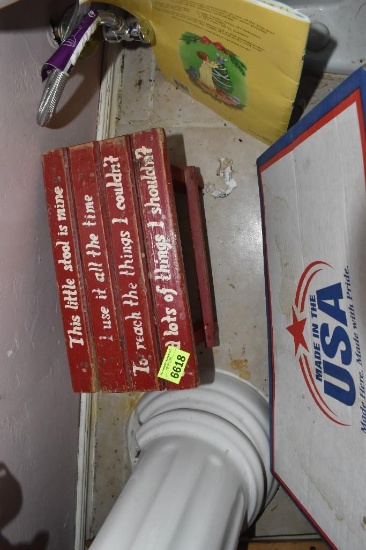 This little stool is mine
I use it all the time
To reach the things I couldn't
lots of things I shouldn't
6618
MADE IN THE
USA
Made Here. Made with Pride.